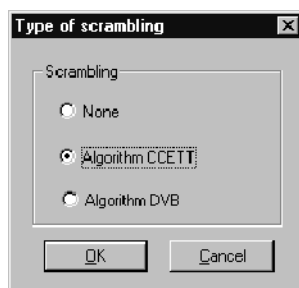 Type of scrambling
Scrambling
None
Algorithm CCETT
Algorithm DVB
OK Cancel